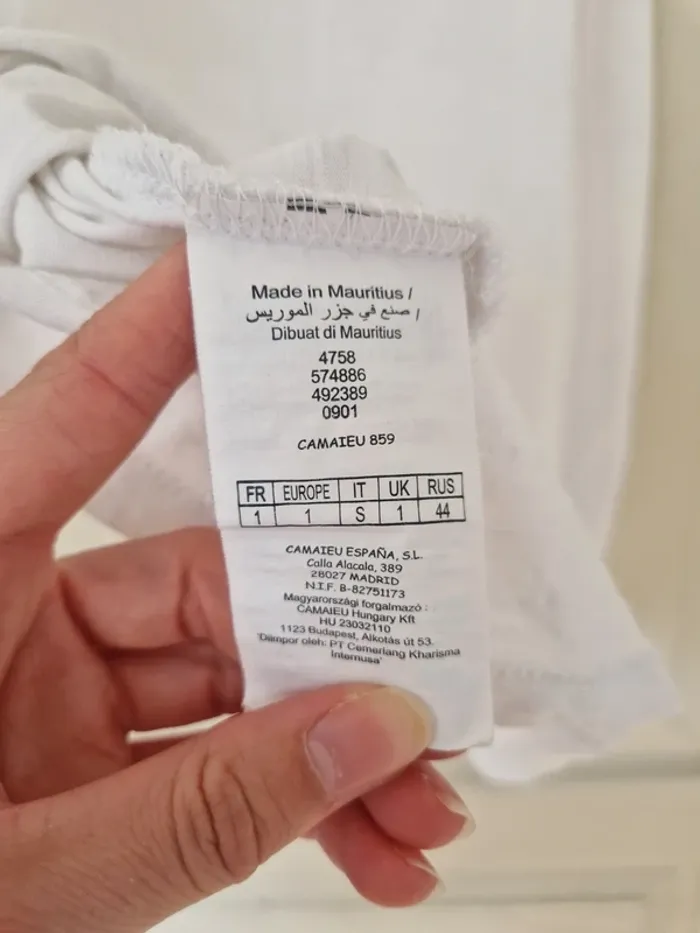 Made in Mauritius /
صنع في جزر الموريس /
Dibuat di Mauritius
4758
574886
492389
0901
CAMAIEU 859
FR EUROPE IT UK RUS
1 1 S 1 44
CAMAIEU ESPAÑA, S.L.
Calla Alacala, 389
28027 MADRID
N.I.F. B-82751173
Magyarországi forgalmazó :
CAMAIEU Hungary Kft
HU 23032110
1123 Budapest, Alkotás út 53.
'Diimpor oleh: PT Cemerlang Kharisma
Internusa'